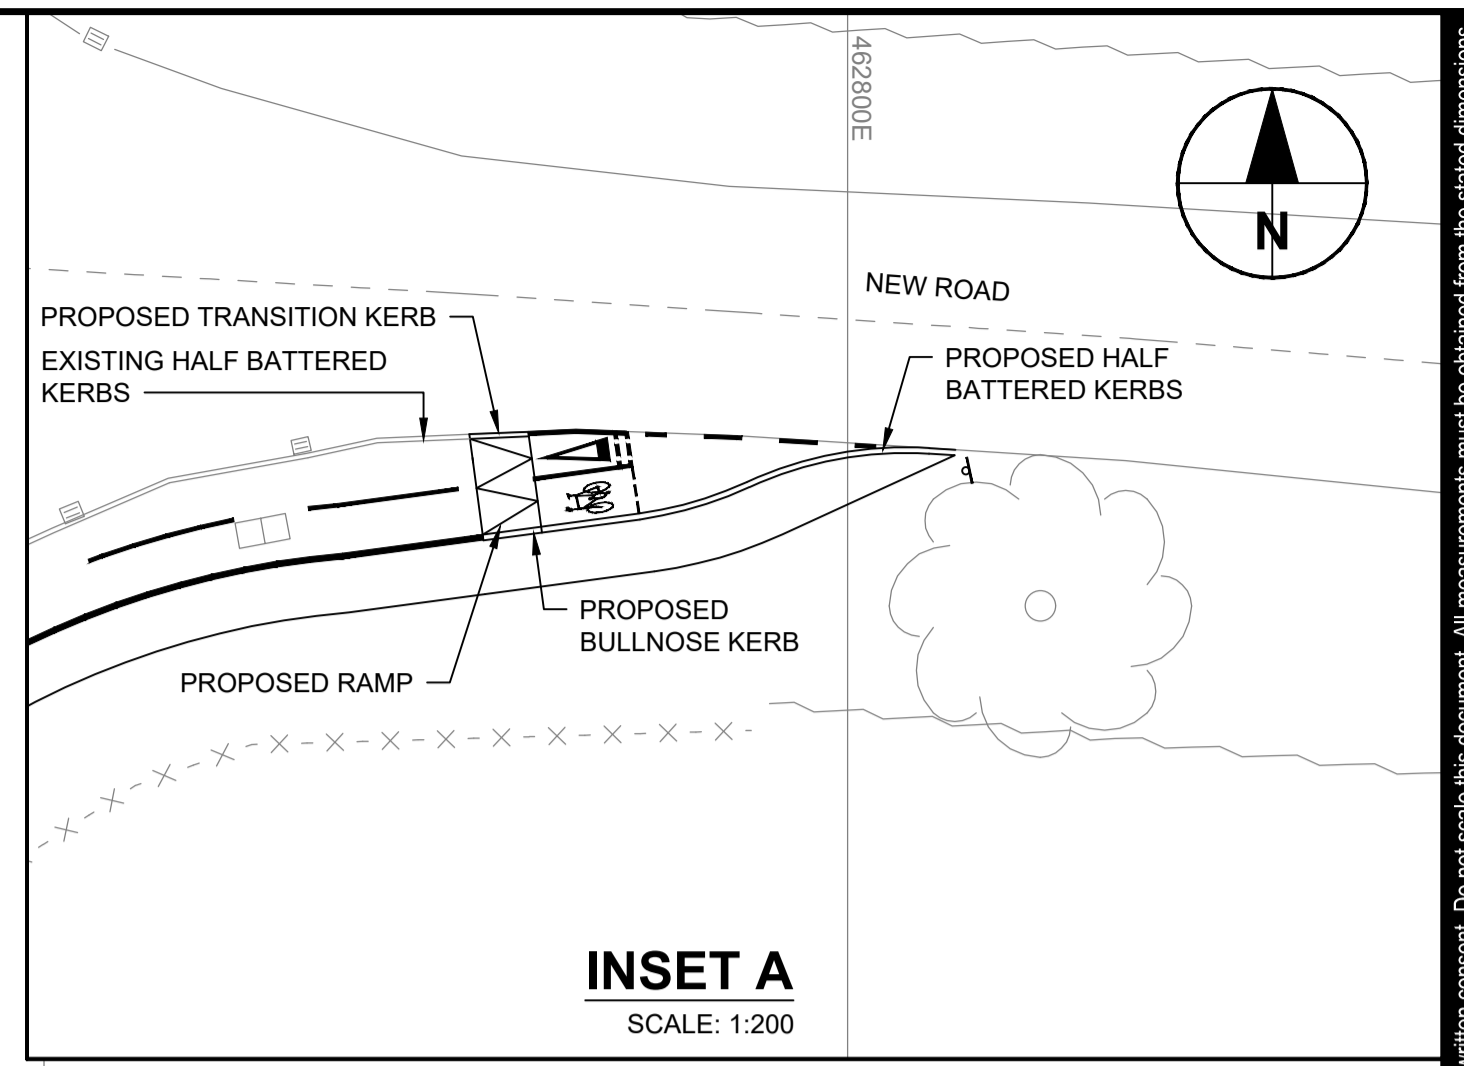 462800E
N
NEW ROAD
PROPOSED TRANSITION KERB
EXISTING HALF BATTERED
KERBS
PROPOSED HALF
BATTERED KERBS
PROPOSED
BULLNOSE KERB
PROPOSED RAMP
INSET A
SCALE: 1:200
written consent. Do not scale this document. All measurements must be obtained from the stated dimensions.